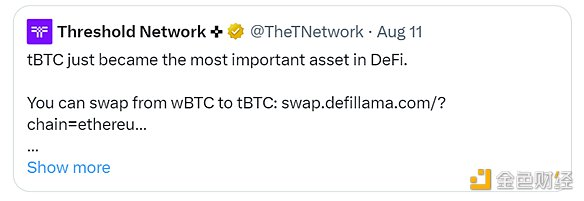 Threshold Network ✜ @TheTNetwork · Aug 11
tBTC just became the most important asset in DeFi.
You can swap from wBTC to tBTC: swap.defillama.com/?
chain=ethereu...
...
Show more
金色财经